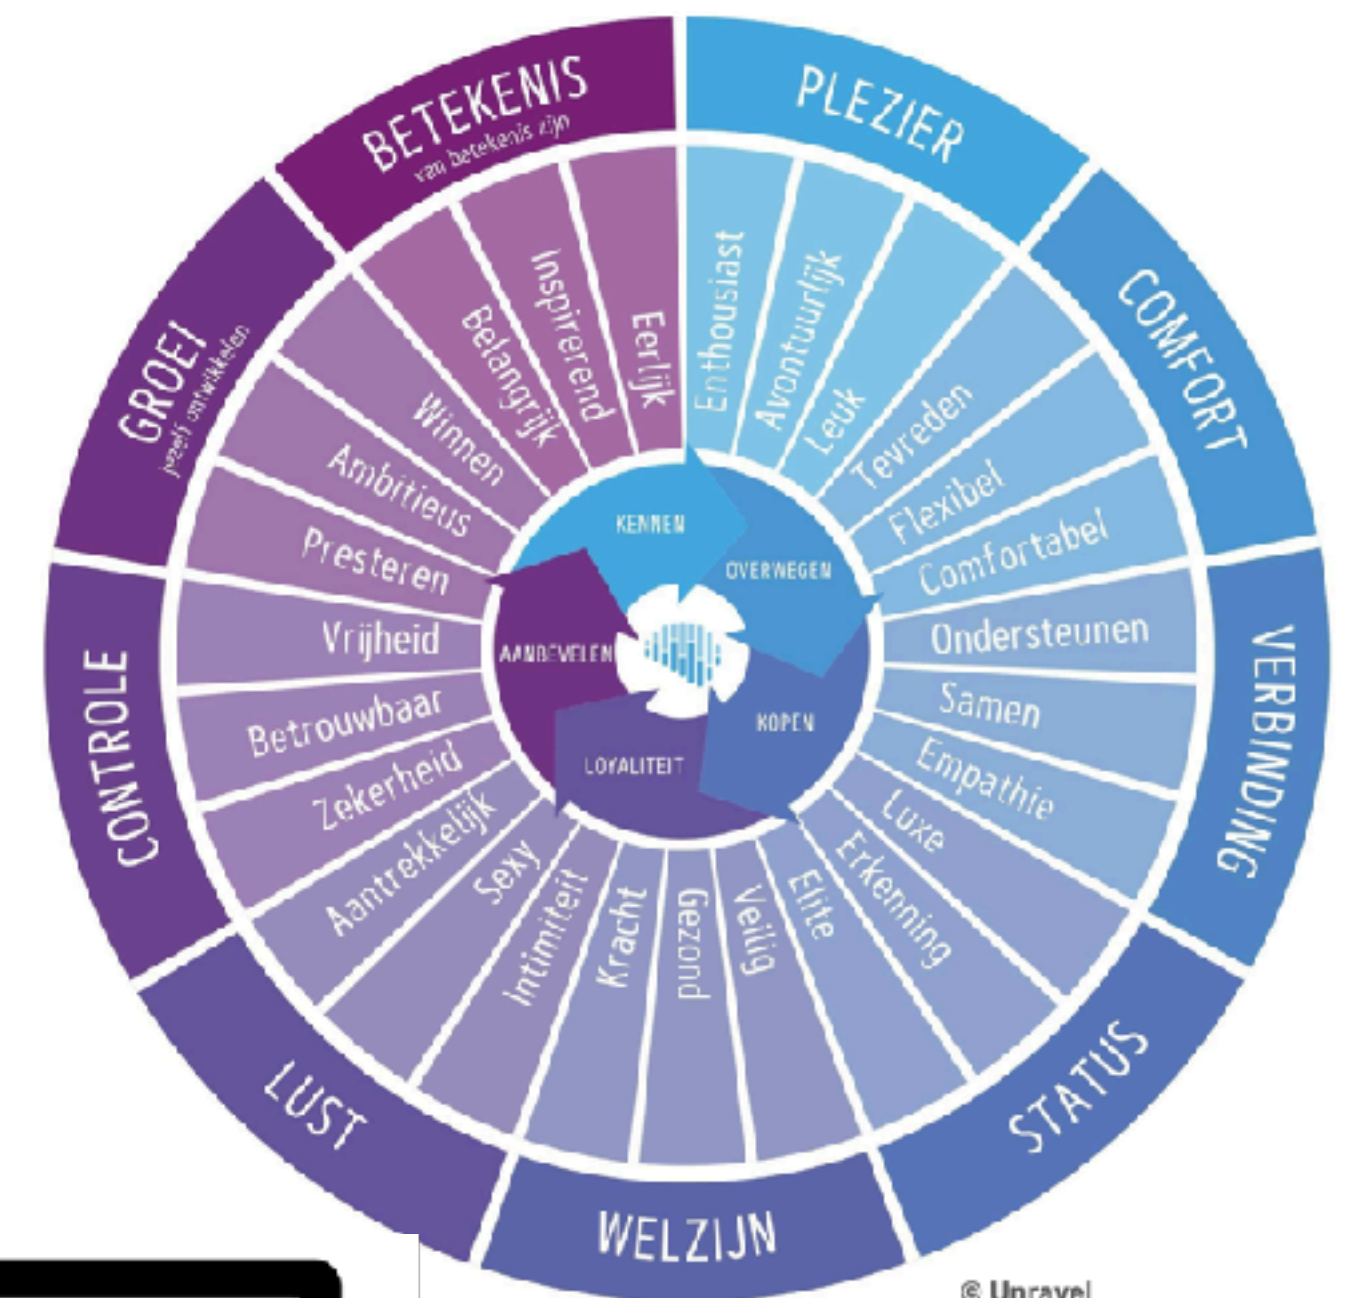 PLEZIER
COMFORT
VERBINDING
STATUS
WELZIJN
LUST
CONTROLE
GROEI
jezelf ontwikkelen
BETEKENIS
van betekenis zijn
Enthousiast
Avontuurlijk
Leuk
Tevreden
Flexibel
Comfortabel
Ondersteunen
Samen
Empathie
Luxe
Erkenning
Elite
Veilig
Gezond
Kracht
Intimiteit
Sexy
Aantrekkelijk
Zekerheid
Betrouwbaar
Vrijheid
Presteren
Ambitieus
Winnen
Belangrijk
Inspirerend
Eerlijk
KENNEN
OVERWEGEN
KOPEN
LOYALITEIT
AANBEVELEN
© Unravel